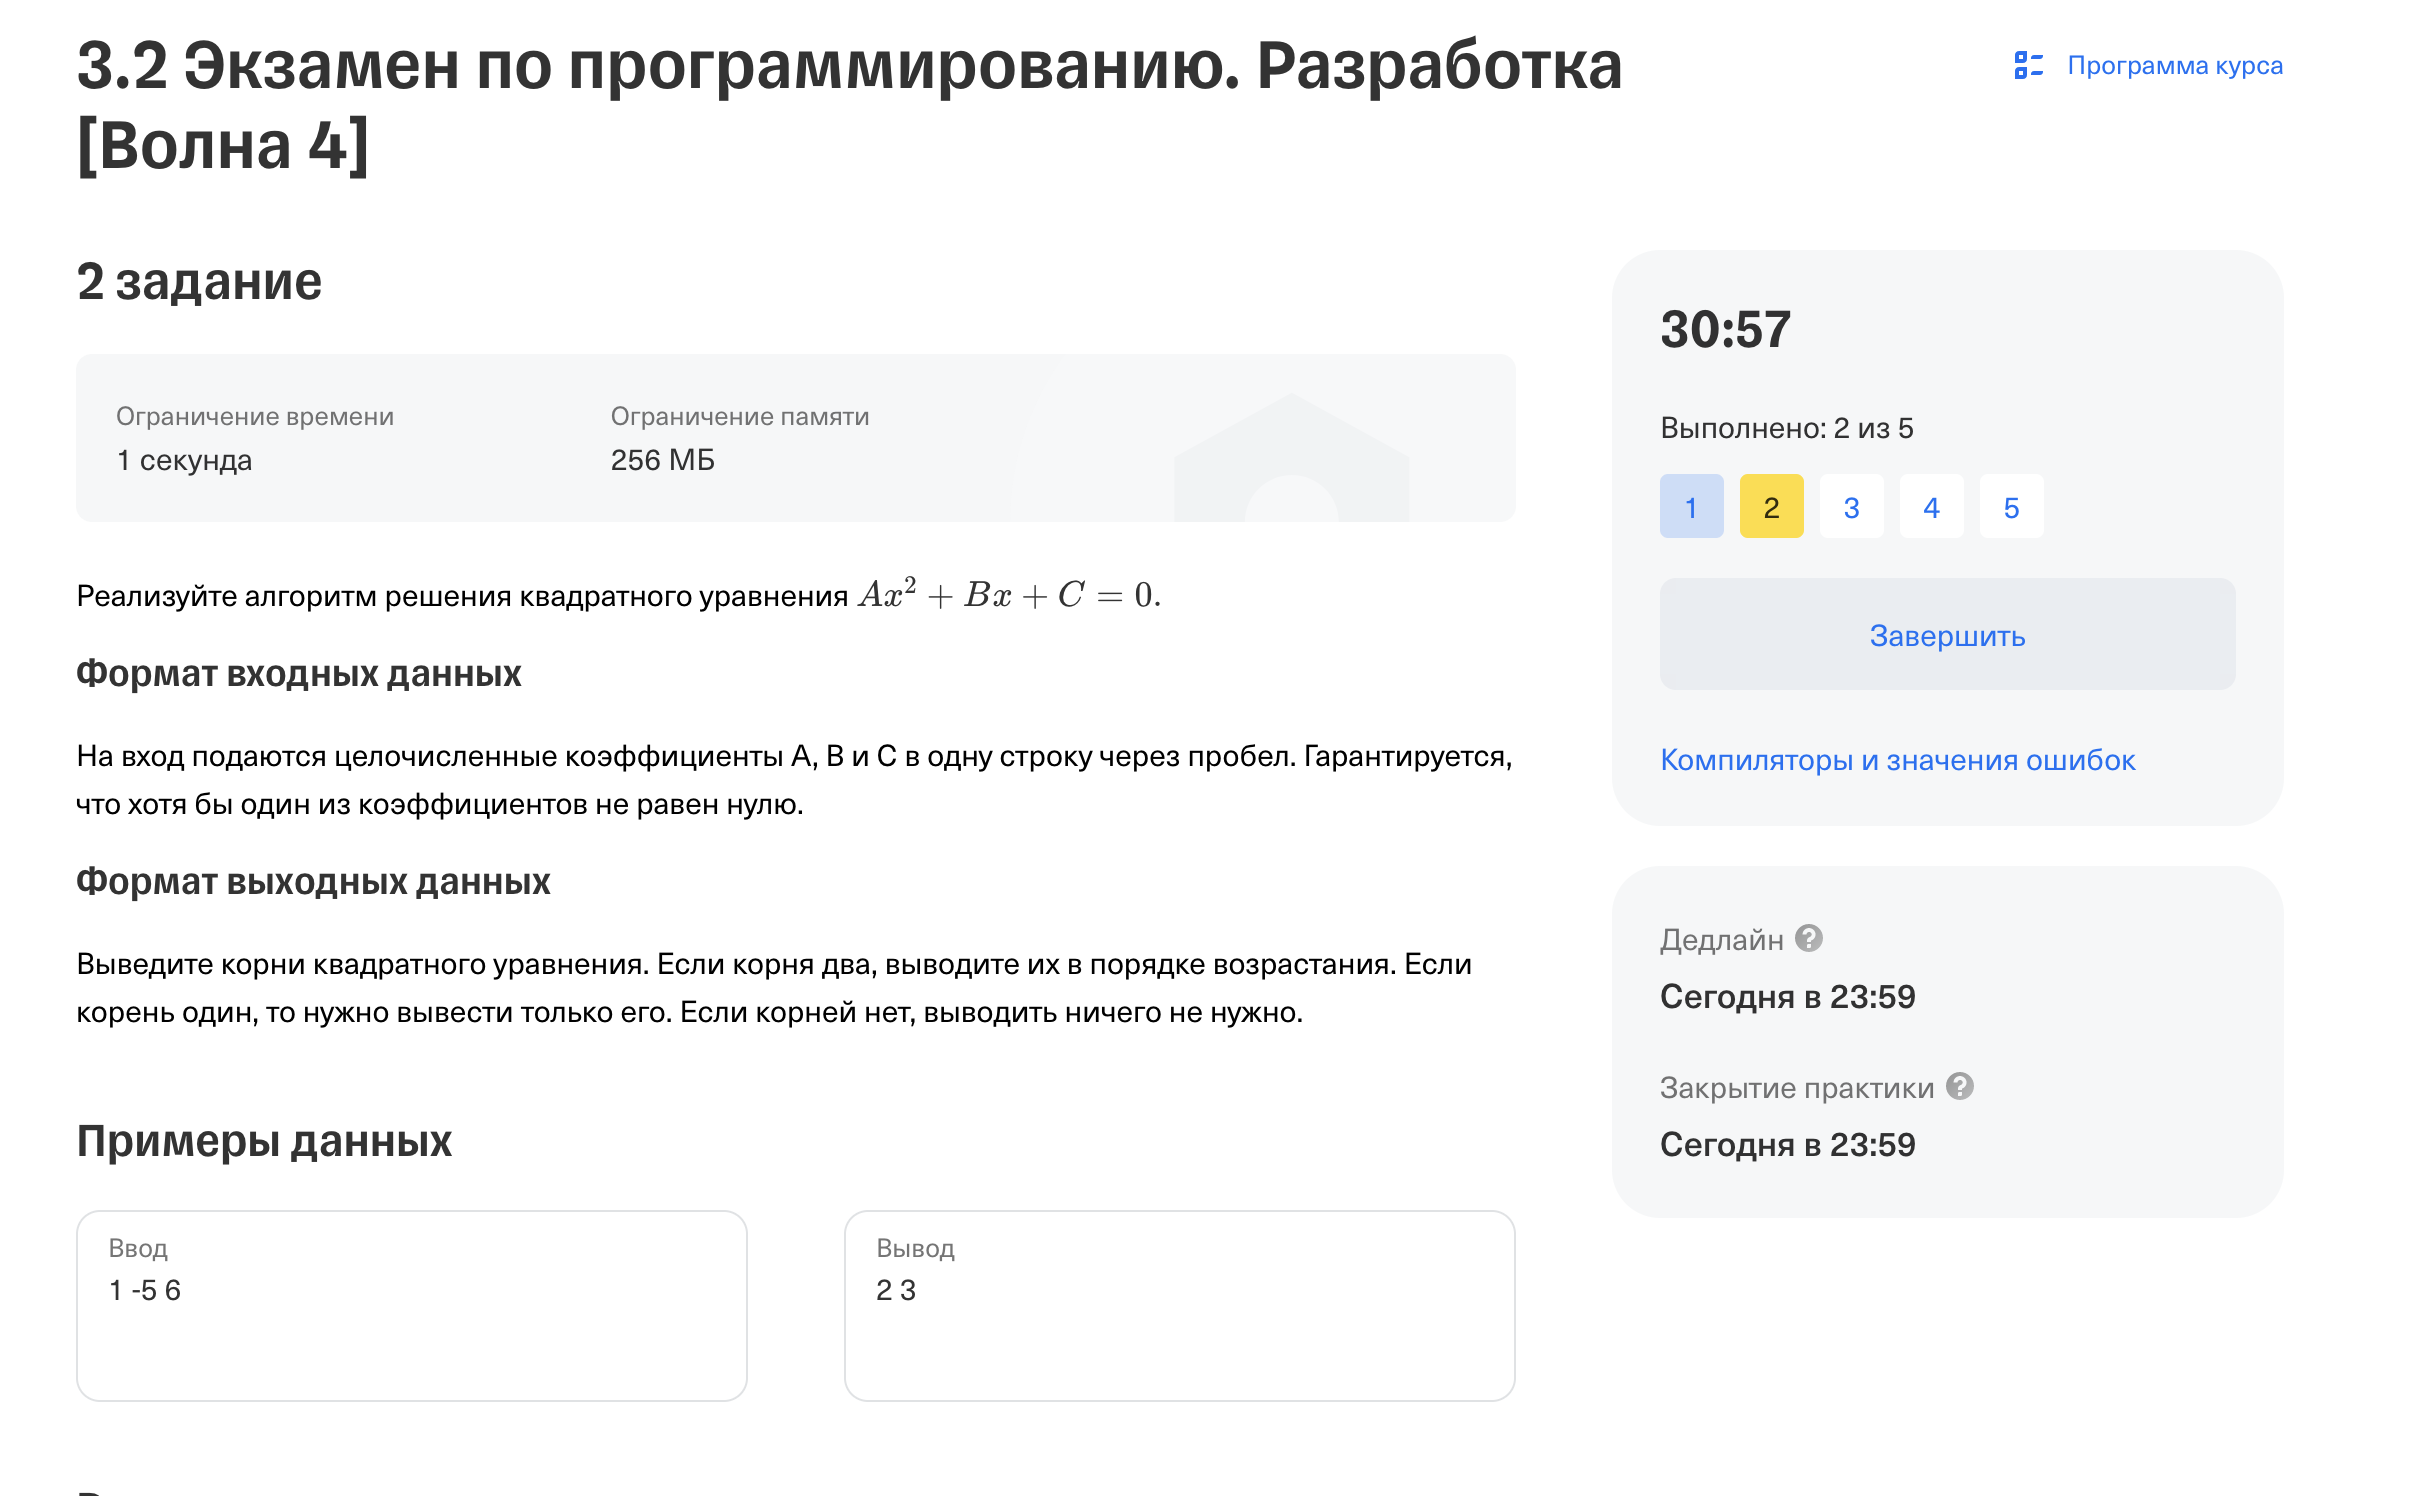 3.2 Экзамен по программированию. Разработка
[Волна 4]
Программа курса
2 задание
Ограничение времени
1 секунда
Ограничение памяти
256 МБ
Реализуйте алгоритм решения квадратного уравнения Ax² + Bx + C = 0.
Формат входных данных
На вход подаются целочисленные коэффициенты A, B и C в одну строку через пробел. Гарантируется,
что хотя бы один из коэффициентов не равен нулю.
Формат выходных данных
Выведите корни квадратного уравнения. Если корня два, выводите их в порядке возрастания. Если
корень один, то нужно вывести только его. Если корней нет, выводить ничего не нужно.
Примеры данных
Ввод
1 -5 6
Вывод
2 3
30:57
Выполнено: 2 из 5
1 2 3 4 5
Завершить
Компиляторы и значения ошибок
Дедлайн ?
Сегодня в 23:59
Закрытие практики ?
Сегодня в 23:59